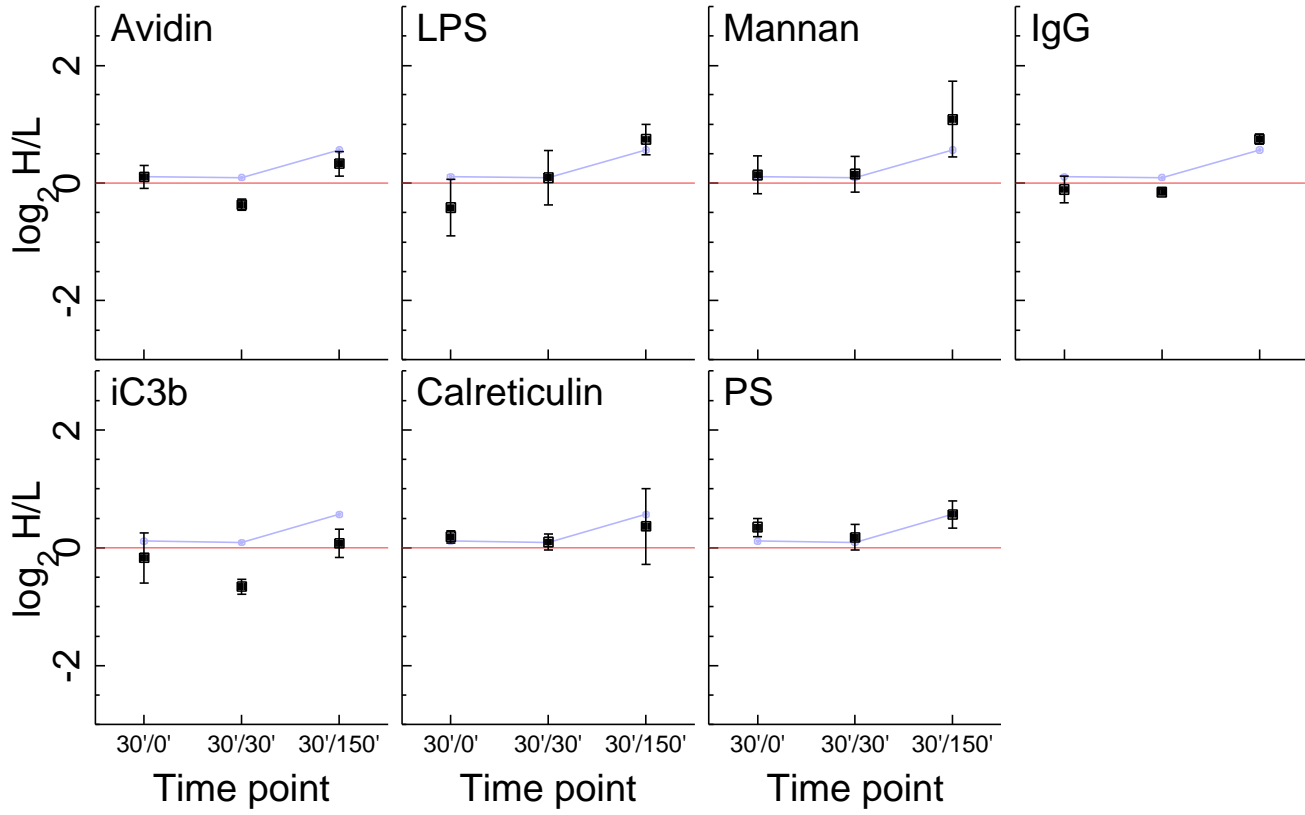 Avidin LPS Mannan IgG
2
0
-2
log2 H/L
iC3b Calreticulin PS
2
0
-2
log2 H/L
30'/0' 30'/30' 30'/150' 30'/0' 30'/30' 30'/150' 30'/0' 30'/30' 30'/150'
Time point Time point Time point